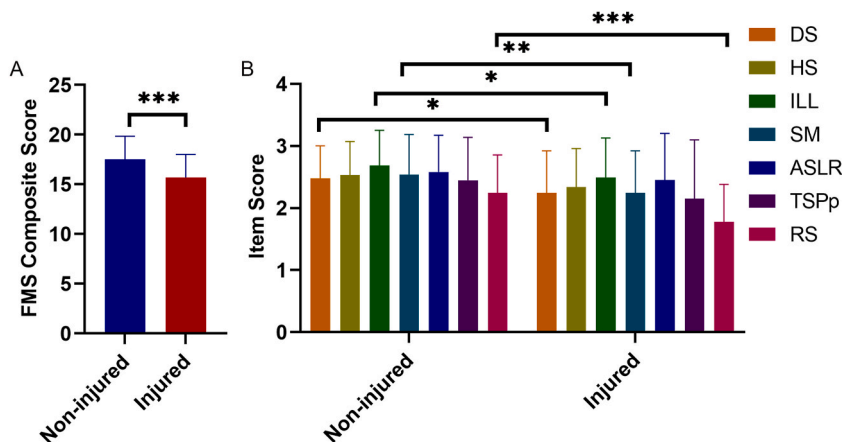 A
FMS Composite Score
25
20
15
10
5
0
***
Non-injured
Injured
B
Item Score
4
3
2
1
0
***
**
*
*
Non-injured
Injured
DS
HS
ILL
SM
ASLR
TSPp
RS